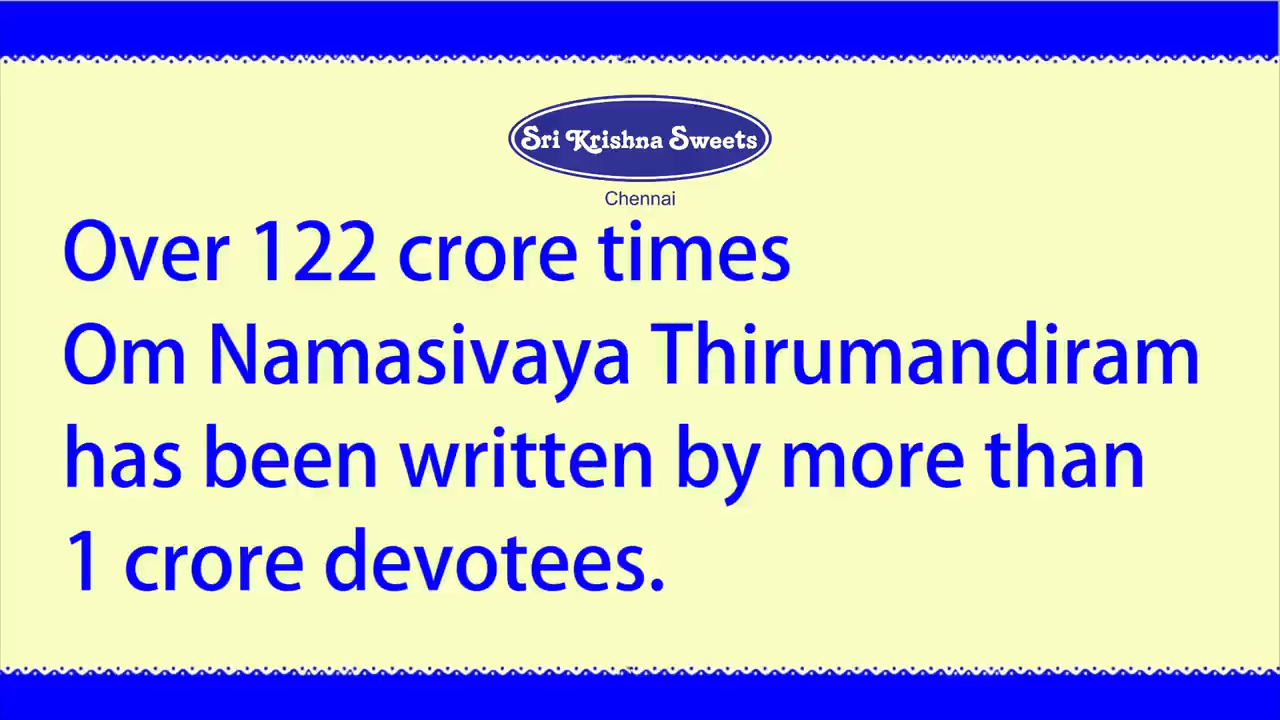 Sri Krishna Sweets
Chennai
Over 122 crore times
Om Namasivaya Thirumandiram
has been written by more than
1 crore devotees.